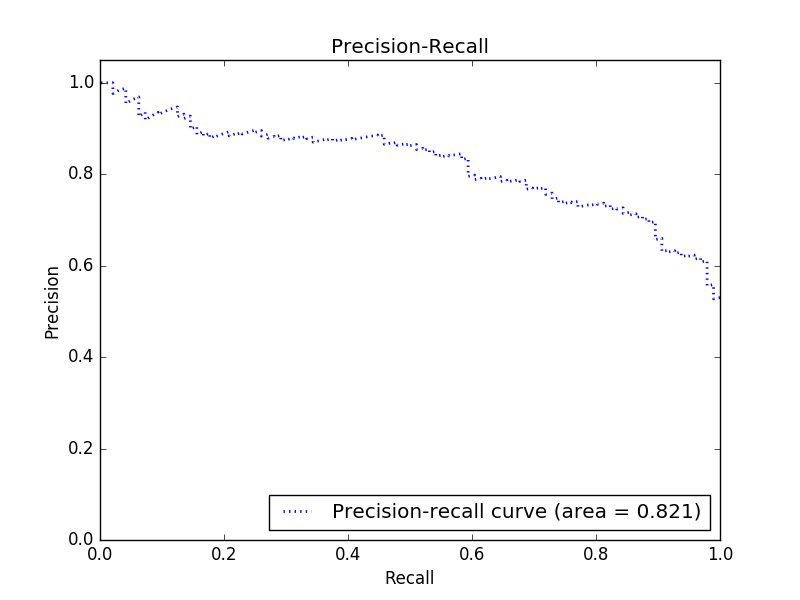 Precision-Recall
1.0
0.8
0.6
0.4
0.2
0.0
Precision
Precision-recall curve (area = 0.821)
0.0 0.2 0.4 0.6 0.8 1.0
Recall